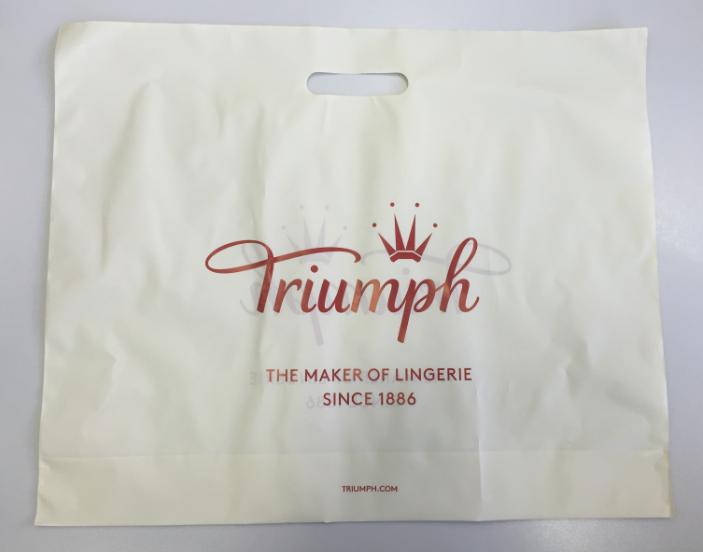 Triumph
THE MAKER OF LINGERIE
SINCE 1886
TRIUMPH.COM